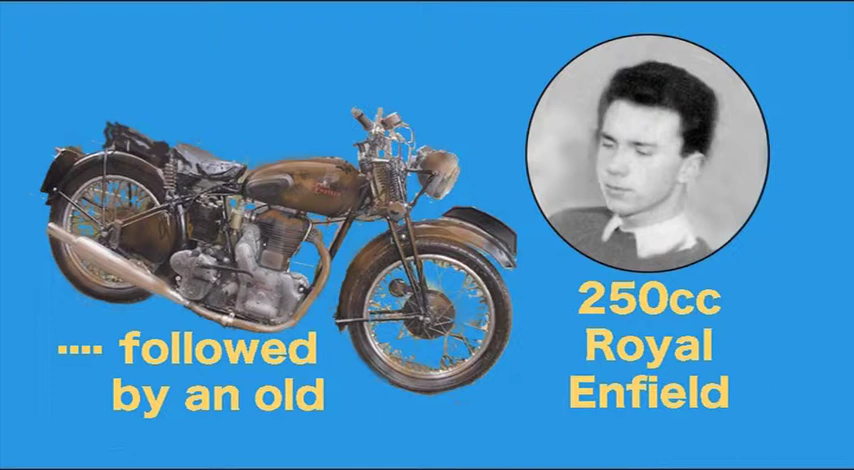 ···· followed
by an old
250cc
Royal
Enfield